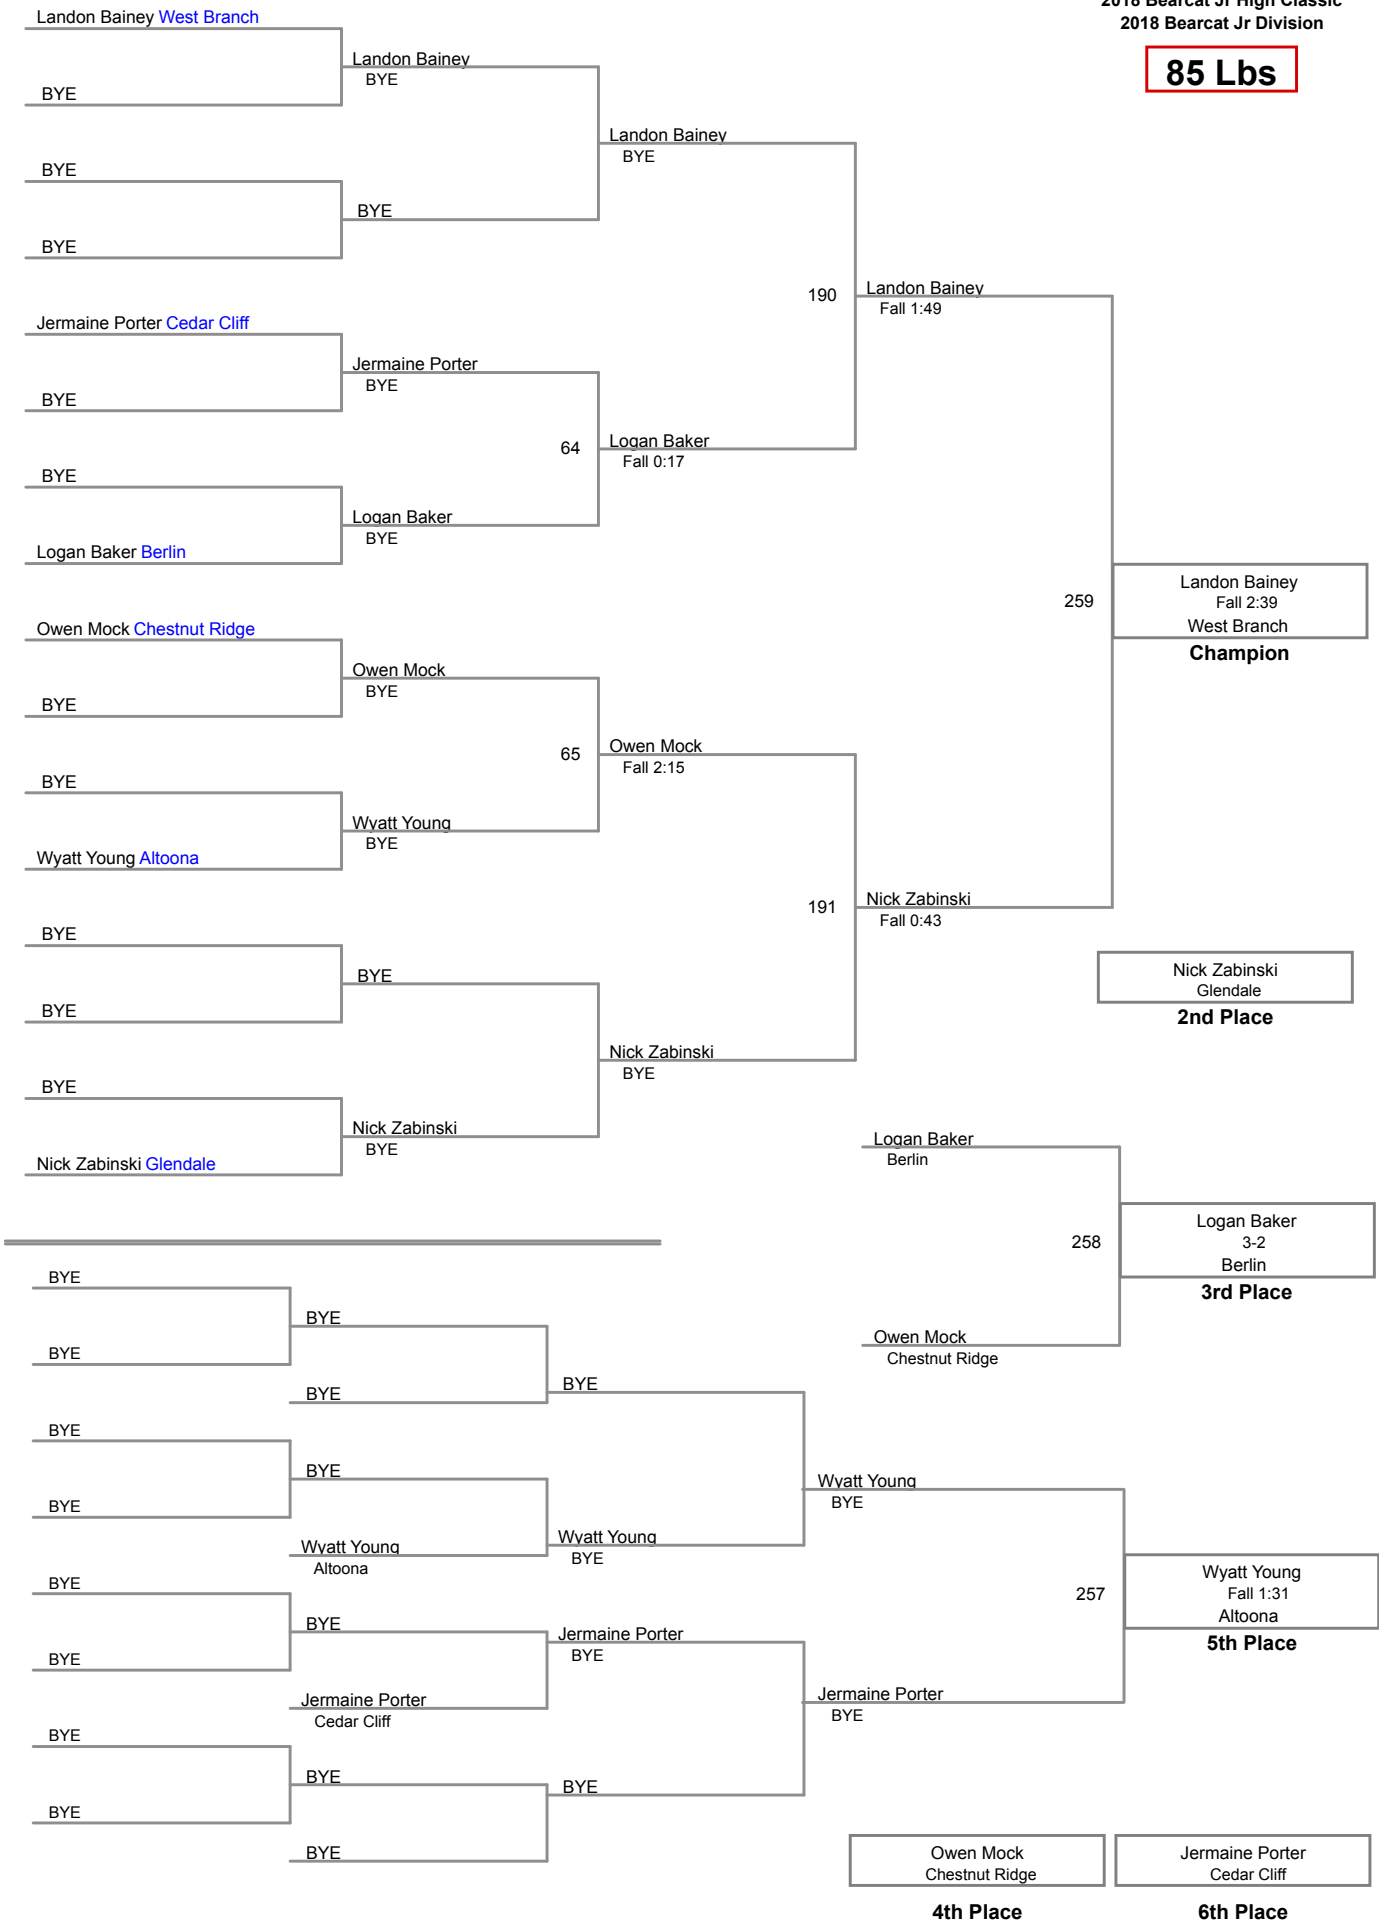 2018 Bearcat Jr High Classic
2018 Bearcat Jr Division
85 Lbs
Landon Bainey West Branch
BYE
BYE
BYE
Jermaine Porter Cedar Cliff
BYE
BYE
Logan Baker Berlin
Owen Mock Chestnut Ridge
BYE
BYE
Wyatt Young Altoona
BYE
BYE
BYE
Nick Zabinski Glendale
Landon Bainey
BYE
BYE
Jermaine Porter
BYE
Logan Baker
BYE
Owen Mock
BYE
Wyatt Young
BYE
BYE
Nick Zabinski
BYE
Landon Bainey
BYE
64
Logan Baker
Fall 0:17
65
Owen Mock
Fall 2:15
Nick Zabinski
BYE
190
Landon Bainey
Fall 1:49
191
Nick Zabinski
Fall 0:43
259
Landon Bainey
Fall 2:39
West Branch
Champion
Nick Zabinski
Glendale
2nd Place
Logan Baker
Berlin
258
Owen Mock
Chestnut Ridge
Logan Baker
3-2
Berlin
3rd Place
BYE
BYE
BYE
BYE
BYE
BYE
BYE
BYE
BYE
BYE
BYE
Wyatt Young
Altoona
BYE
Jermaine Porter
Cedar Cliff
BYE
BYE
BYE
Wyatt Young
BYE
Jermaine Porter
BYE
BYE
Wyatt Young
BYE
Jermaine Porter
BYE
257
Wyatt Young
Fall 1:31
Altoona
5th Place
Owen Mock
Chestnut Ridge
4th Place
Jermaine Porter
Cedar Cliff
6th Place